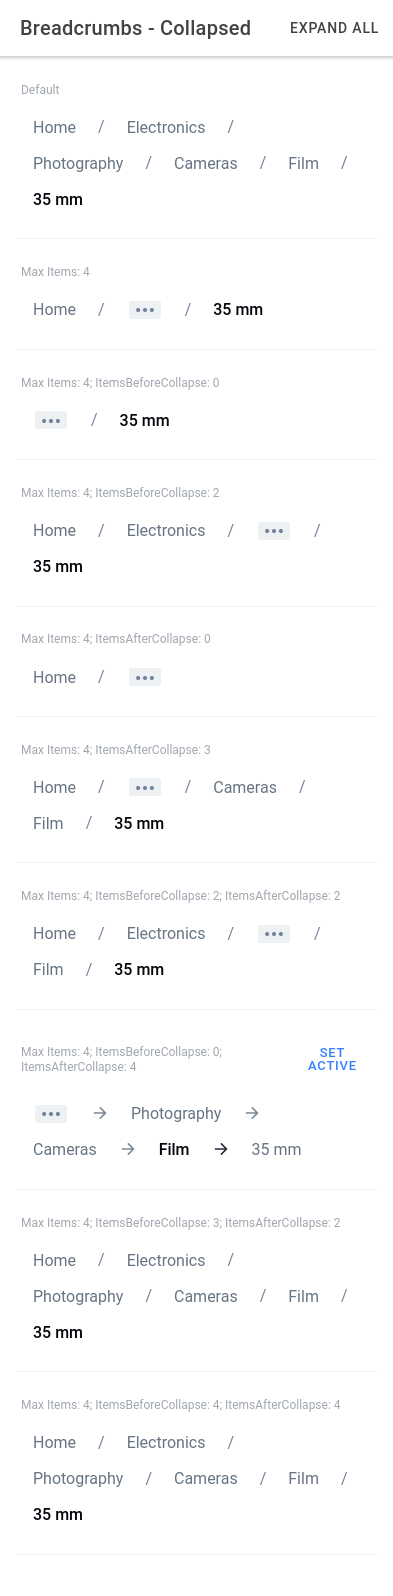 Breadcrumbs - Collapsed EXPAND ALL
Default
Home / Electronics /
Photography / Cameras / Film /
35 mm
Max Items: 4
Home / ••• / 35 mm
Max Items: 4; ItemsBeforeCollapse: 0
••• / 35 mm
Max Items: 4; ItemsBeforeCollapse: 2
Home / Electronics / ••• /
35 mm
Max Items: 4; ItemsAfterCollapse: 0
Home / •••
Max Items: 4; ItemsAfterCollapse: 3
Home / ••• / Cameras /
Film / 35 mm
Max Items: 4; ItemsBeforeCollapse: 2; ItemsAfterCollapse: 2
Home / Electronics / ••• /
Film / 35 mm
Max Items: 4; ItemsBeforeCollapse: 0;
ItemsAfterCollapse: 4
SET
ACTIVE
••• → Photography →
Cameras → Film → 35 mm
Max Items: 4; ItemsBeforeCollapse: 3; ItemsAfterCollapse: 2
Home / Electronics /
Photography / Cameras / Film /
35 mm
Max Items: 4; ItemsBeforeCollapse: 4; ItemsAfterCollapse: 4
Home / Electronics /
Photography / Cameras / Film /
35 mm